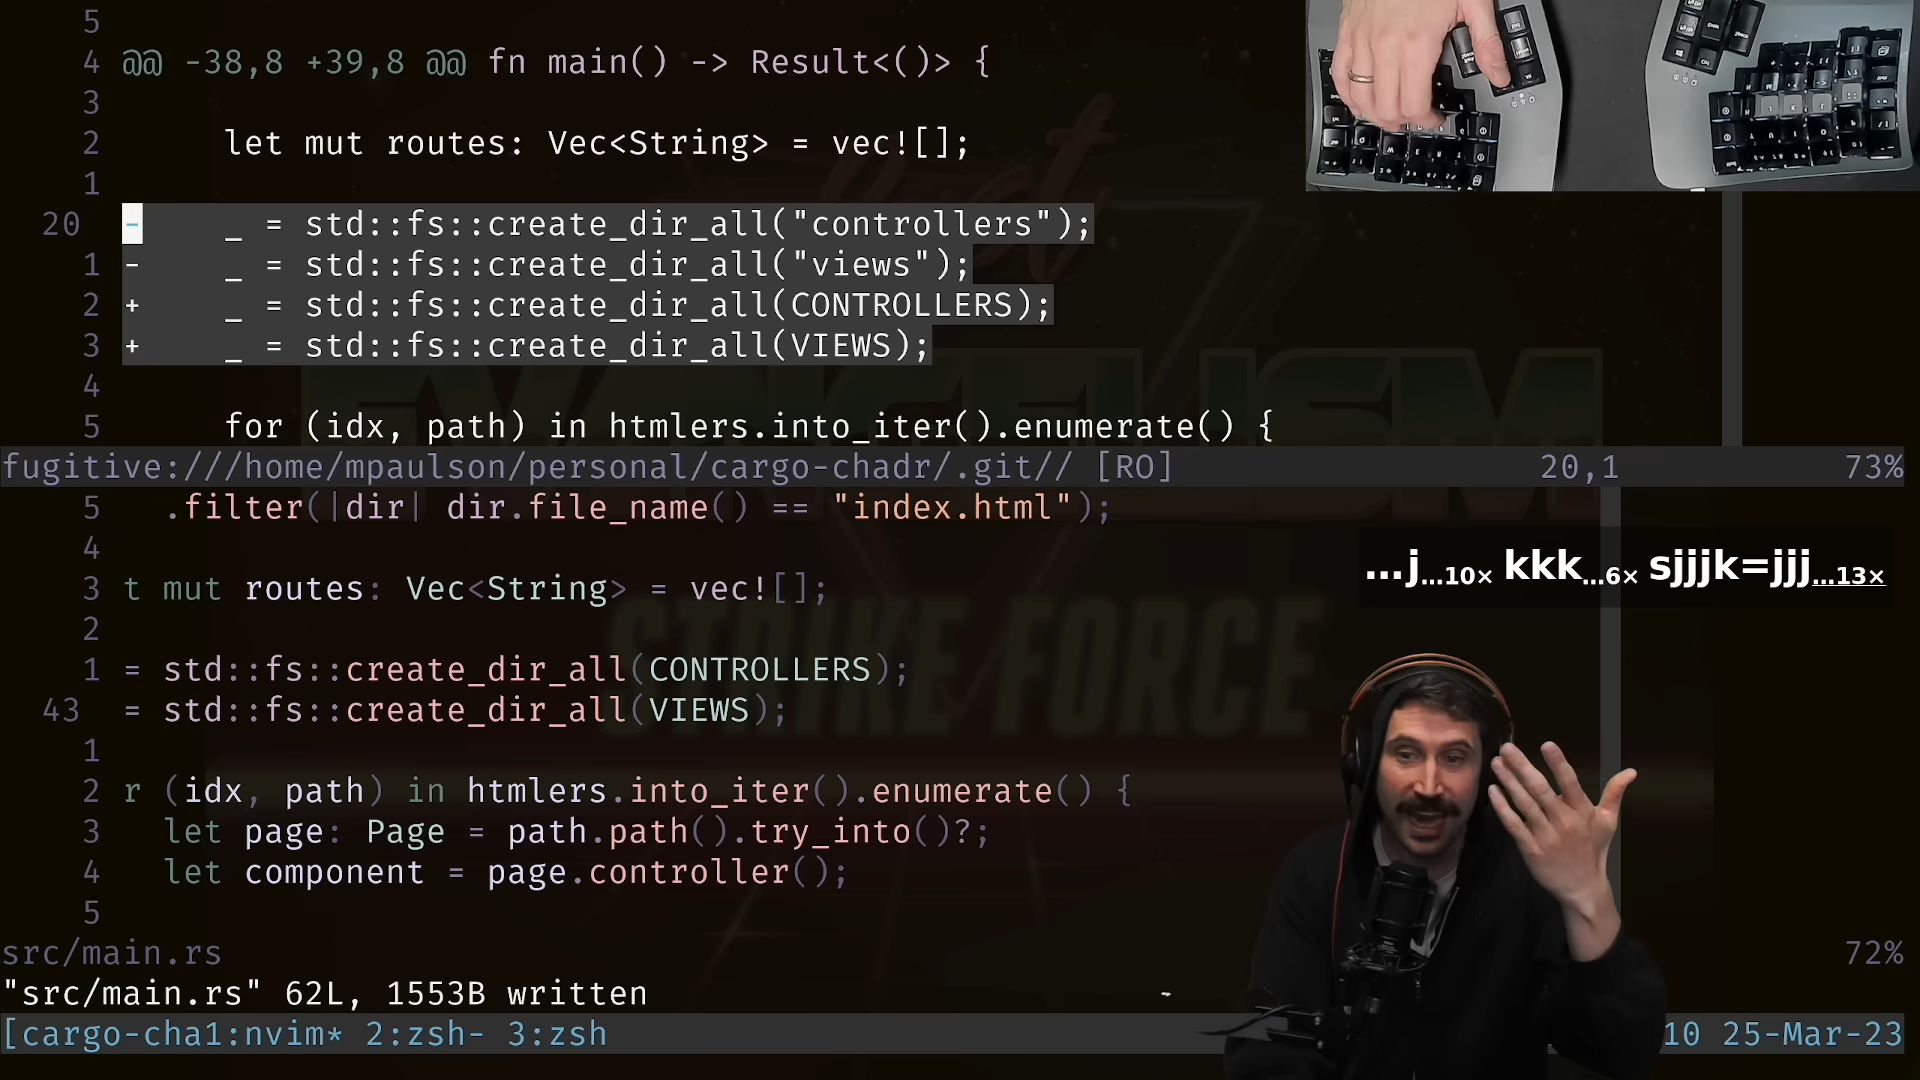 5
4 @@ -38,8 +39,8 @@ fn main() -> Result<()> {
3
2 let mut routes: Vec<String> = vec![];
1
20 - _ = std::fs::create_dir_all("controllers");
1 - _ = std::fs::create_dir_all("views");
2 + _ = std::fs::create_dir_all(CONTROLLERS);
3 + _ = std::fs::create_dir_all(VIEWS);
4
5 for (idx, path) in htmlers.into_iter().enumerate() {
fugitive:///home/mpaulson/personal/cargo-chadr/.git// [RO] 20,1 73%
5 .filter(|dir| dir.file_name() == "index.html");
4
3 t mut routes: Vec<String> = vec![];
2
1 = std::fs::create_dir_all(CONTROLLERS);
43 = std::fs::create_dir_all(VIEWS);
1
2 r (idx, path) in htmlers.into_iter().enumerate() {
3 let page: Page = path.path().try_into()?;
4 let component = page.controller();
5
src/main.rs 72%
"src/main.rs" 62L, 1553B written
[cargo-cha1:nvim* 2:zsh- 3:zsh 10 25-Mar-23
…j…10× kkk…6× sjjjk=jjj…13×
STRIKE FORCE